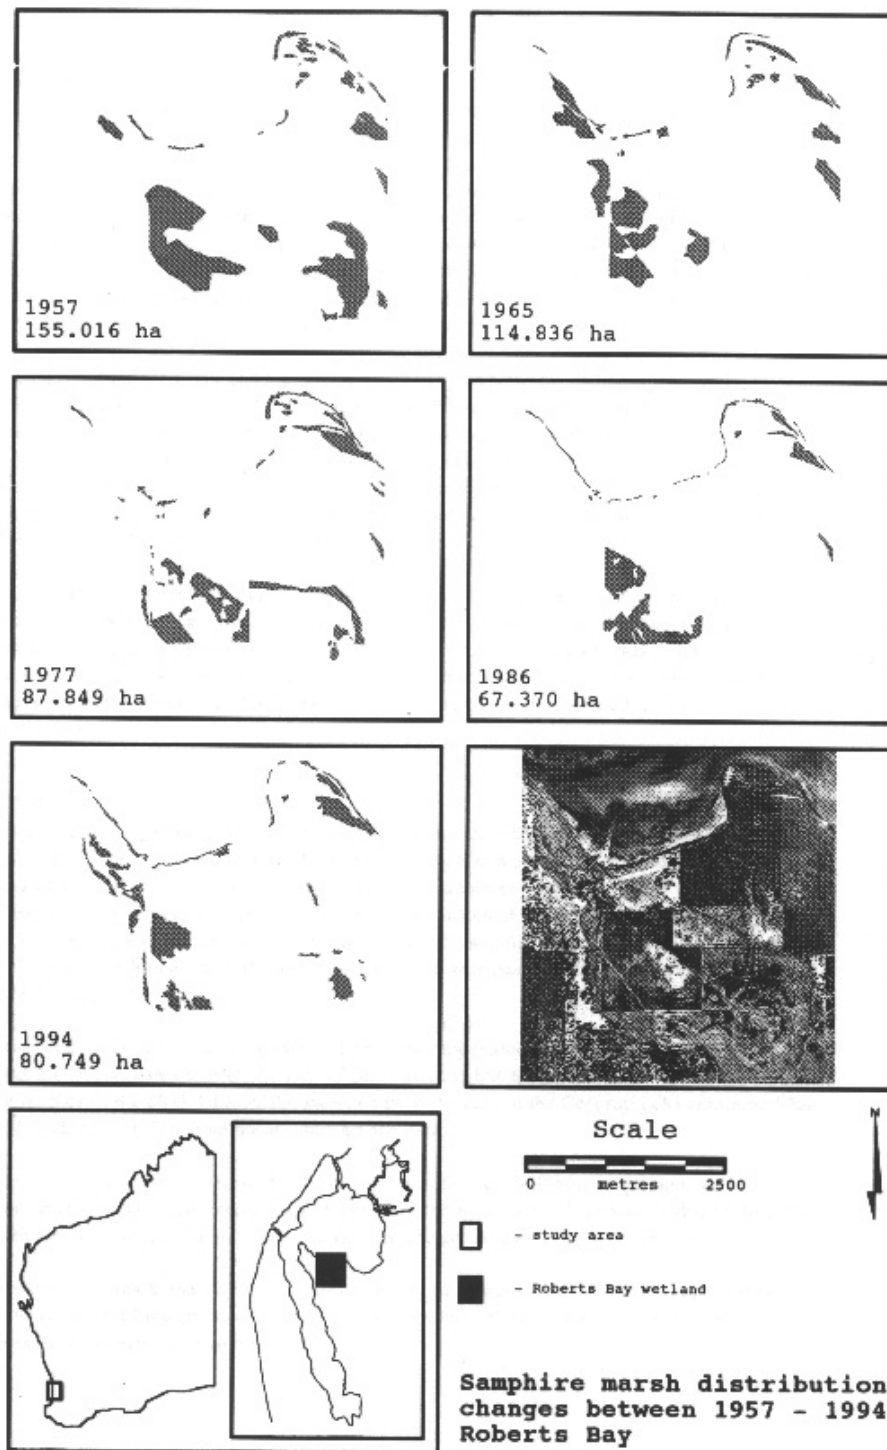 1957
155.016 ha
1965
114.836 ha
1977
87.849 ha
1986
67.370 ha
1994
80.749 ha
Scale
0 metres 2500
N
- study area
- Roberts Bay wetland
Samphire marsh distribution
changes between 1957 - 1994
Roberts Bay